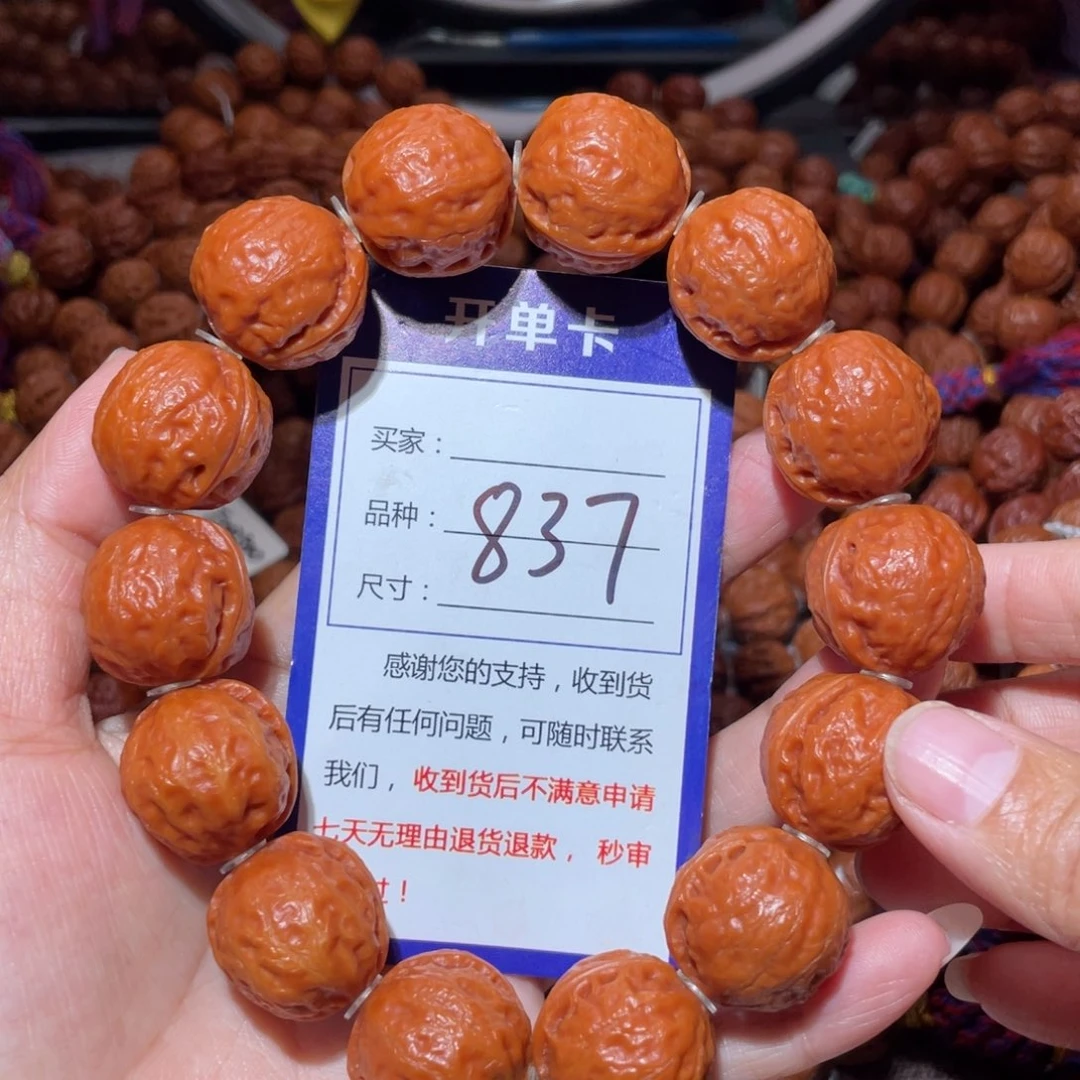 开单卡
买家：
品种：837
尺寸：
感谢您的支持，收到货
后有任何问题，可随时联系
我们，收到货后不满意申请
七天无理由退货退款，秒审
过！